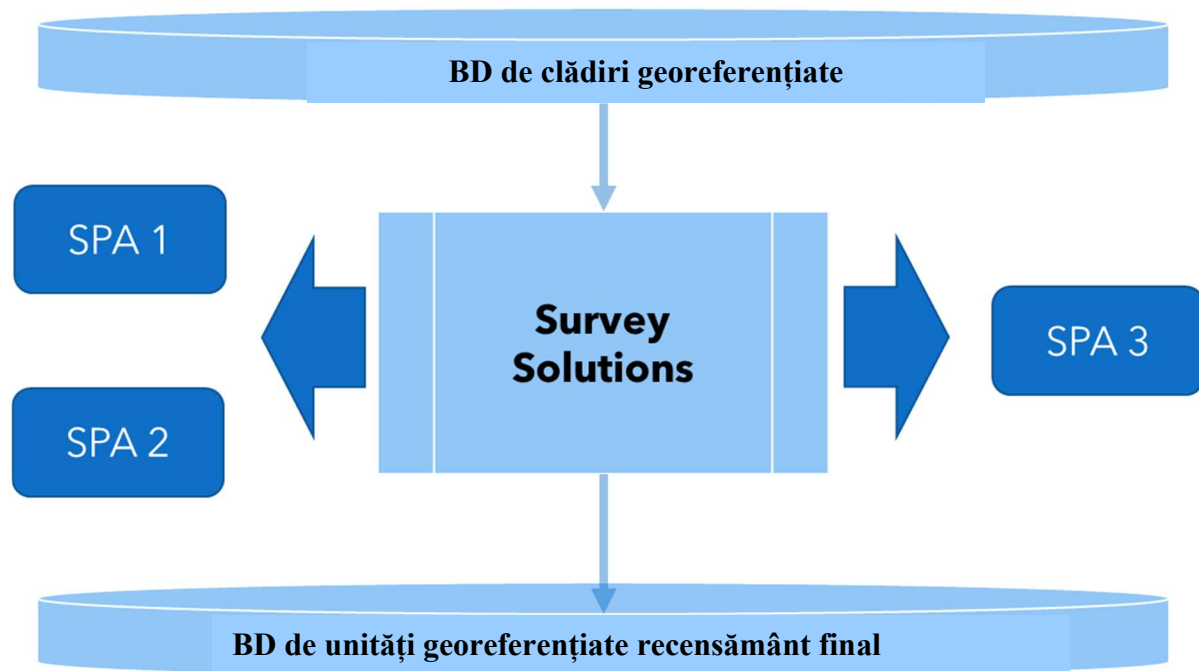 BD de clădiri georeferențiate
SPA 1
SPA 2
Survey
Solutions
SPA 3
BD de unități georeferențiate recensământ final